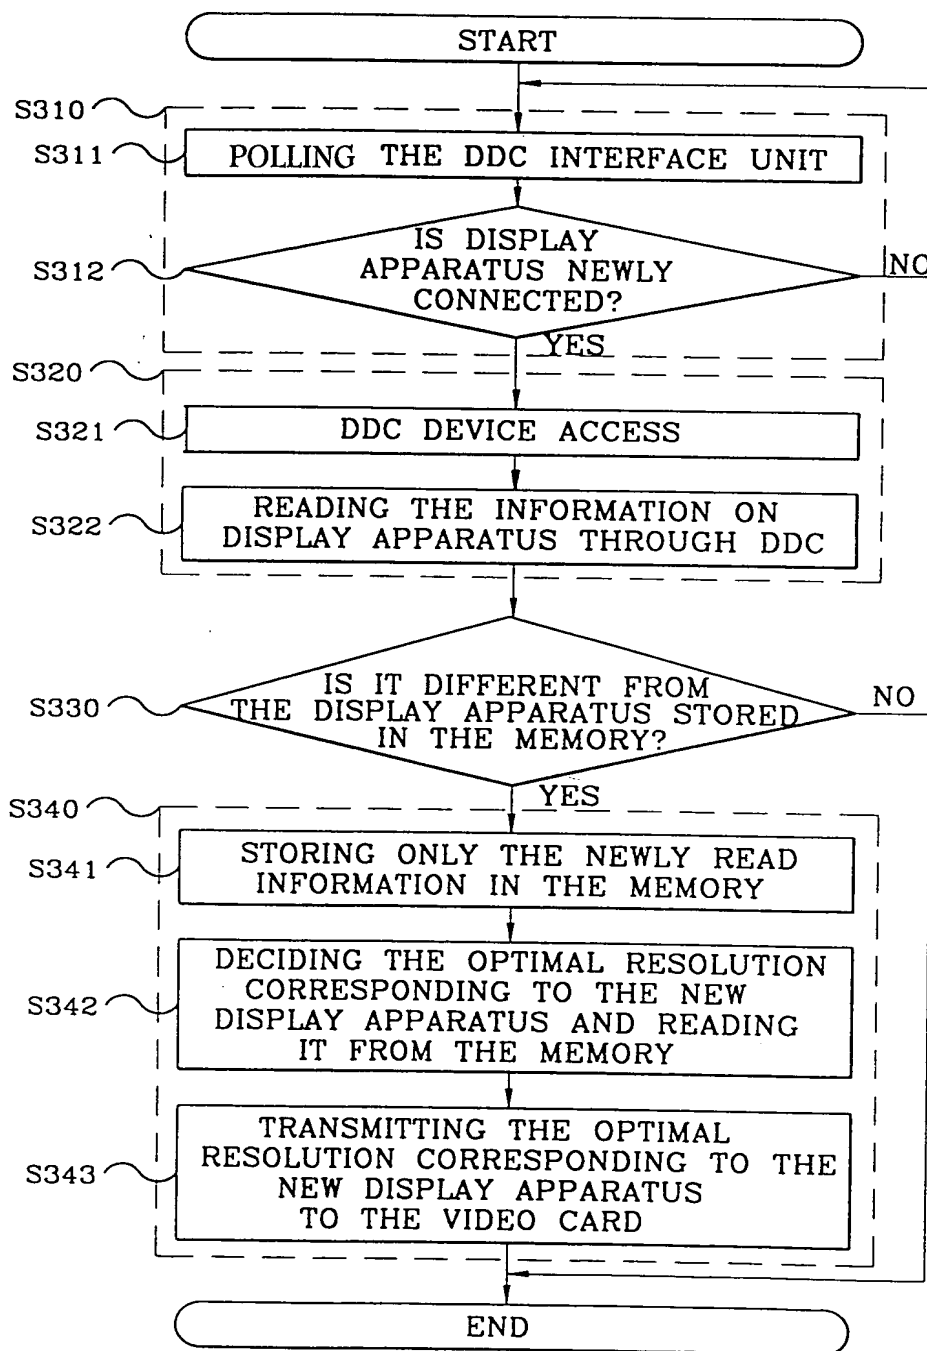 START
S310
S311
POLLING THE DDC INTERFACE UNIT
S312
IS DISPLAY
APPARATUS NEWLY
CONNECTED?
NO
YES
S320
S321
DDC DEVICE ACCESS
S322
READING THE INFORMATION ON
DISPLAY APPARATUS THROUGH DDC
S330
IS IT DIFFERENT FROM
THE DISPLAY APPARATUS STORED
IN THE MEMORY?
NO
YES
S340
S341
STORING ONLY THE NEWLY READ
INFORMATION IN THE MEMORY
S342
DECIDING THE OPTIMAL RESOLUTION
CORRESPONDING TO THE NEW
DISPLAY APPARATUS AND READING
IT FROM THE MEMORY
S343
TRANSMITTING THE OPTIMAL
RESOLUTION CORRESPONDING TO THE
NEW DISPLAY APPARATUS
TO THE VIDEO CARD
END